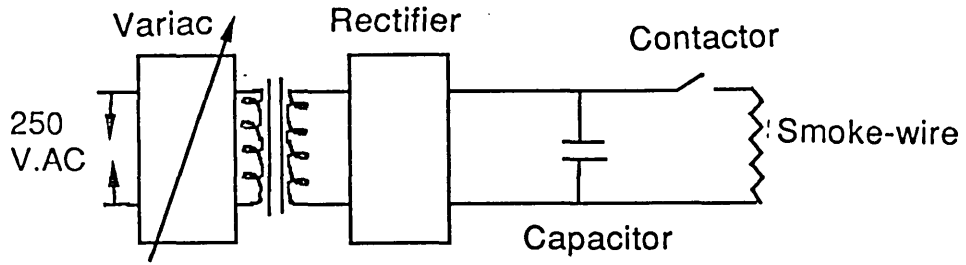 Variac
Rectifier
Contactor
250
V.AC
Smoke-wire
Capacitor